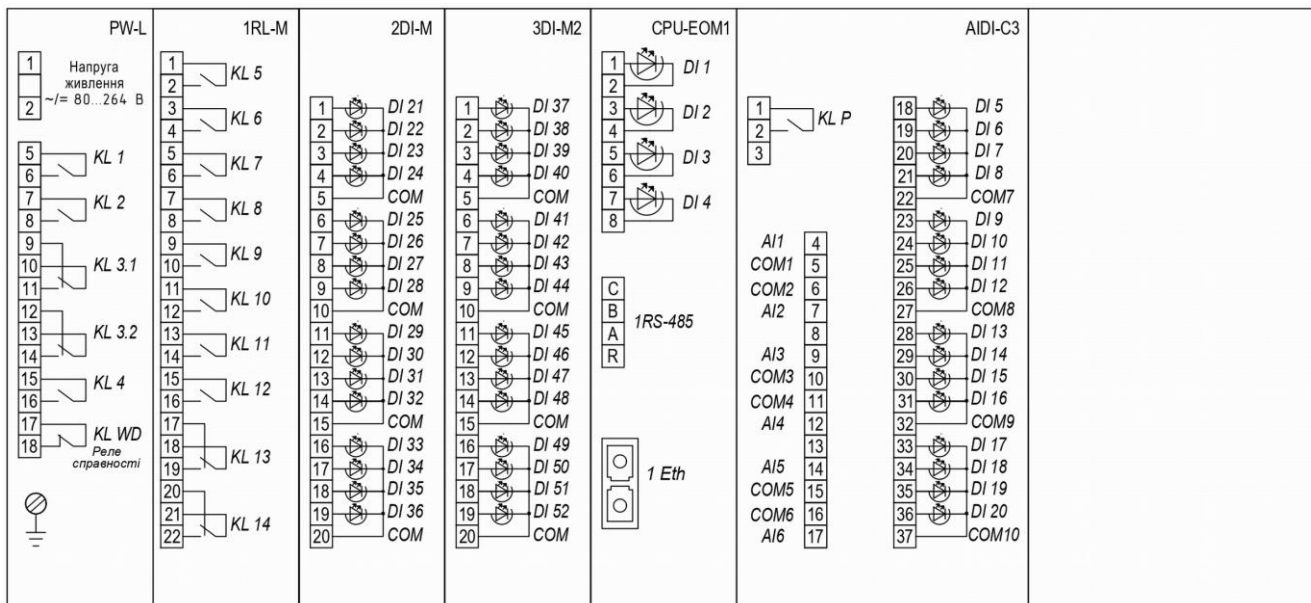 PW-L
1
Напруга
живлення
~/= 80...264 В
2
5
KL 1
6
7
KL 2
8
9
10
KL 3.1
11
12
13
KL 3.2
14
15
KL 4
16
17
KL WD
18
Реле
справності
1RL-M
1
KL 5
2
3
KL 6
4
5
KL 7
6
7
KL 8
8
9
KL 9
10
11
KL 10
12
13
KL 11
14
15
KL 12
16
17
18
KL 13
19
20
21
KL 14
22
2DI-M
1 DI 21
2 DI 22
3 DI 23
4 DI 24
5 COM
6 DI 25
7 DI 26
8 DI 27
9 DI 28
10 COM
11 DI 29
12 DI 30
13 DI 31
14 DI 32
15 COM
16 DI 33
17 DI 34
18 DI 35
19 DI 36
20 COM
3DI-M2
1 DI 37
2 DI 38
3 DI 39
4 DI 40
5 COM
6 DI 41
7 DI 42
8 DI 43
9 DI 44
10 COM
11 DI 45
12 DI 46
13 DI 47
14 DI 48
15 COM
16 DI 49
17 DI 50
18 DI 51
19 DI 52
20 COM
CPU-EOM1
1
DI 1
2
3
DI 2
4
5
DI 3
6
7
DI 4
8
C
B
1RS-485
A
R
1 Eth
AIDI-C3
1
KL P
2
3
AI1 4
COM1 5
COM2 6
AI2 7
8
AI3 9
COM3 10
COM4 11
AI4 12
13
AI5 14
COM5 15
COM6 16
AI6 17
18 DI 5
19 DI 6
20 DI 7
21 DI 8
22 COM7
23 DI 9
24 DI 10
25 DI 11
26 DI 12
27 COM8
28 DI 13
29 DI 14
30 DI 15
31 DI 16
32 COM9
33 DI 17
34 DI 18
35 DI 19
36 DI 20
37 COM10